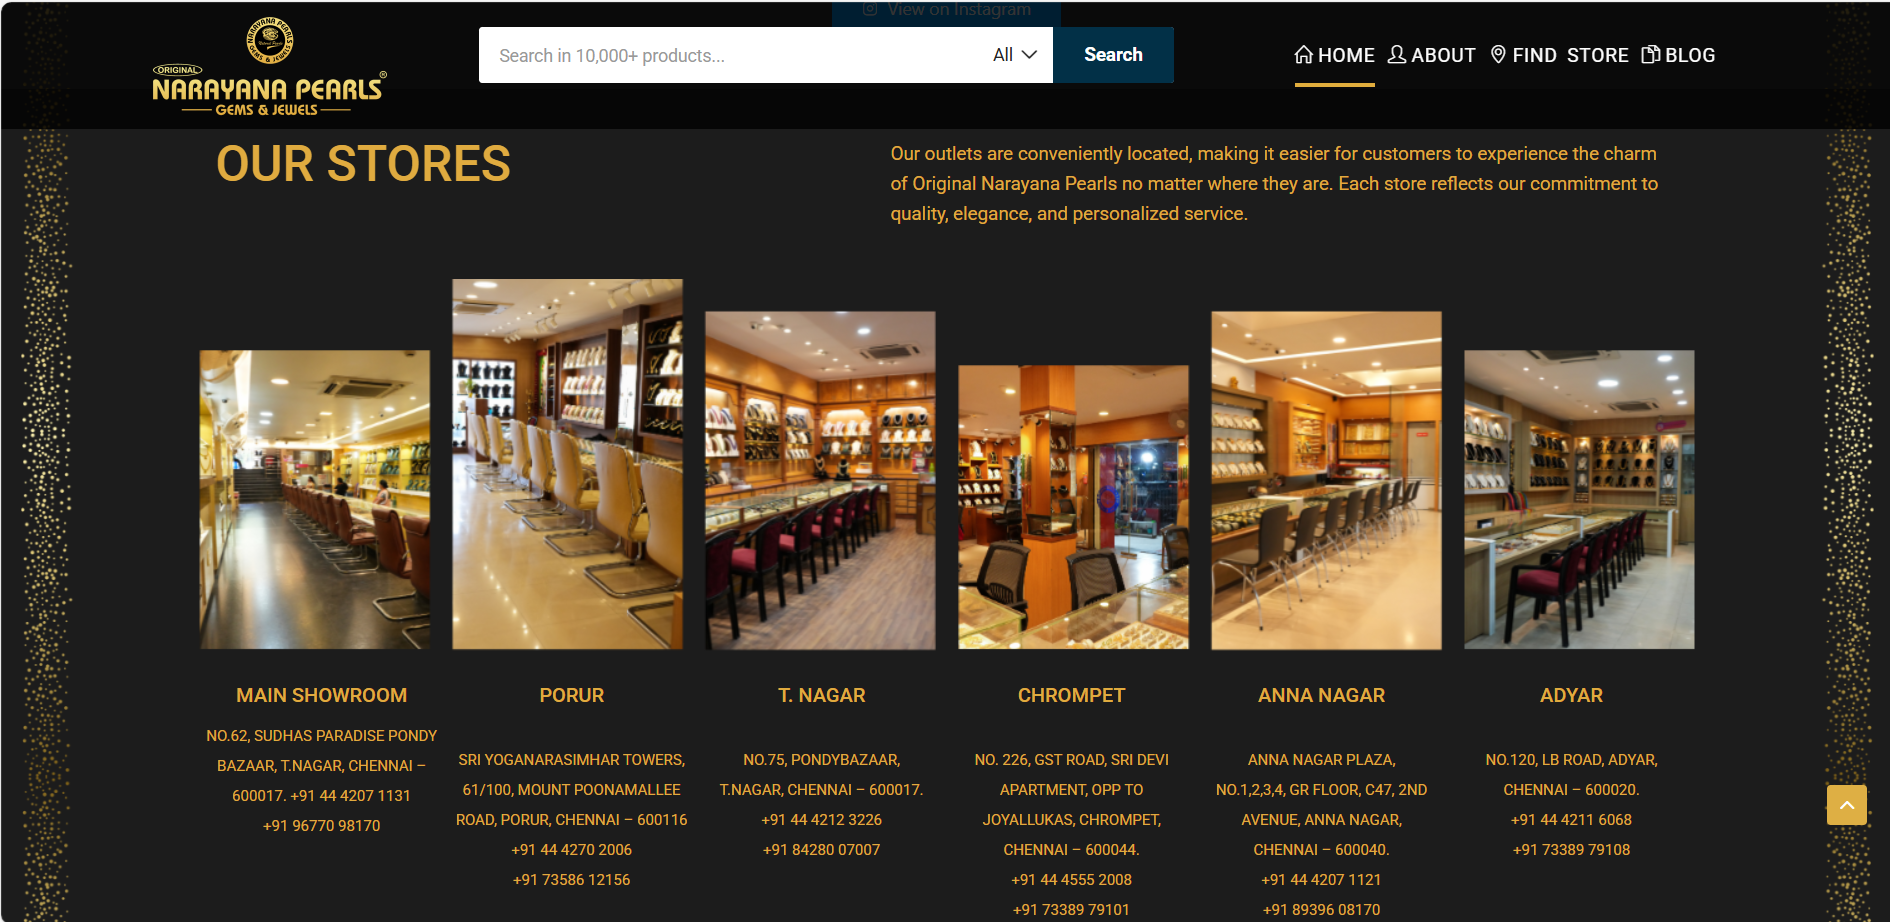 View on Instagram
ORIGINAL
NARAYANA PEARLS®
GEMS & JEWELS
Search in 10,000+ products...
All
Search
HOME
ABOUT
FIND STORE
BLOG
OUR STORES
Our outlets are conveniently located, making it easier for customers to experience the charm
of Original Narayana Pearls no matter where they are. Each store reflects our commitment to
quality, elegance, and personalized service.
MAIN SHOWROOM
NO.62, SUDHAS PARADISE PONDY
BAZAAR, T.NAGAR, CHENNAI –
600017. +91 44 4207 1131
+91 96770 98170
PORUR
SRI YOGANARASIMHAR TOWERS,
61/100, MOUNT POONAMALLEE
ROAD, PORUR, CHENNAI – 600116
+91 44 4270 2006
+91 73586 12156
T. NAGAR
NO.75, PONDYBAZAAR,
T.NAGAR, CHENNAI – 600017.
+91 44 4212 3226
+91 84280 07007
CHROMPET
NO. 226, GST ROAD, SRI DEVI
APARTMENT, OPP TO
JOYALLUKAS, CHROMPET,
CHENNAI – 600044.
+91 44 4555 2008
+91 73389 79101
ANNA NAGAR
ANNA NAGAR PLAZA,
NO.1,2,3,4, GR FLOOR, C47, 2ND
AVENUE, ANNA NAGAR,
CHENNAI – 600040.
+91 44 4207 1121
+91 89396 08170
ADYAR
NO.120, LB ROAD, ADYAR,
CHENNAI – 600020.
+91 44 4211 6068
+91 73389 79108